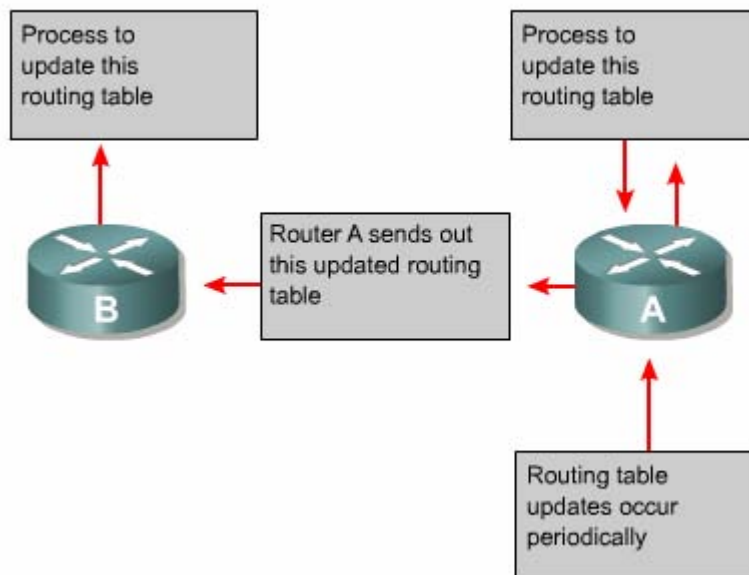 Process to
update this
routing table
Process to
update this
routing table
Router A sends out
this updated routing
table
B
A
Routing table
updates occur
periodically